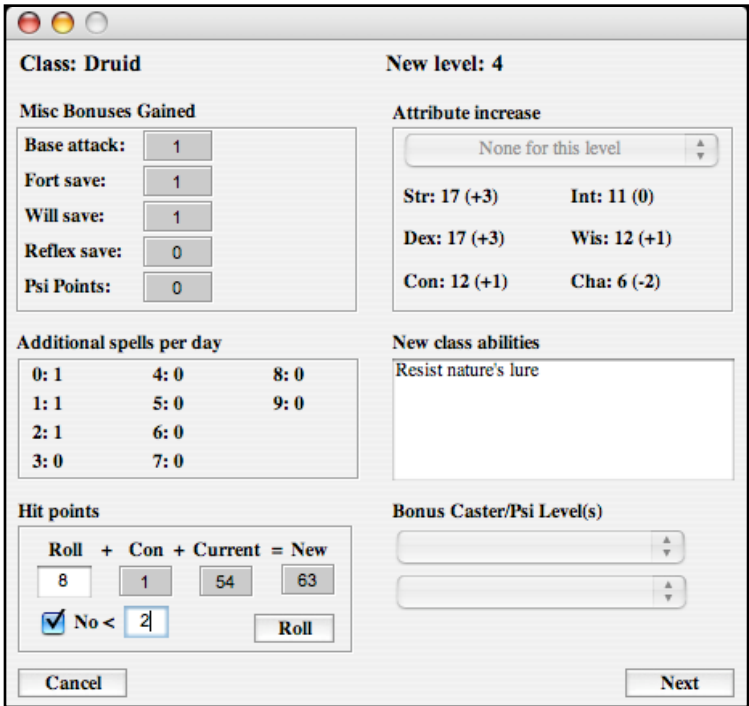 Class: Druid
New level: 4
Misc Bonuses Gained
Base attack: 1
Fort save: 1
Will save: 1
Reflex save: 0
Psi Points: 0
Attribute increase
None for this level
Str: 17 (+3) Int: 11 (0)
Dex: 17 (+3) Wis: 12 (+1)
Con: 12 (+1) Cha: 6 (-2)
Additional spells per day
0: 1 4: 0 8: 0
1: 1 5: 0 9: 0
2: 1 6: 0
3: 0 7: 0
New class abilities
Resist nature's lure
Hit points
Roll + Con + Current = New
8 1 54 63
No < 2 Roll
Bonus Caster/Psi Level(s)
Cancel
Next